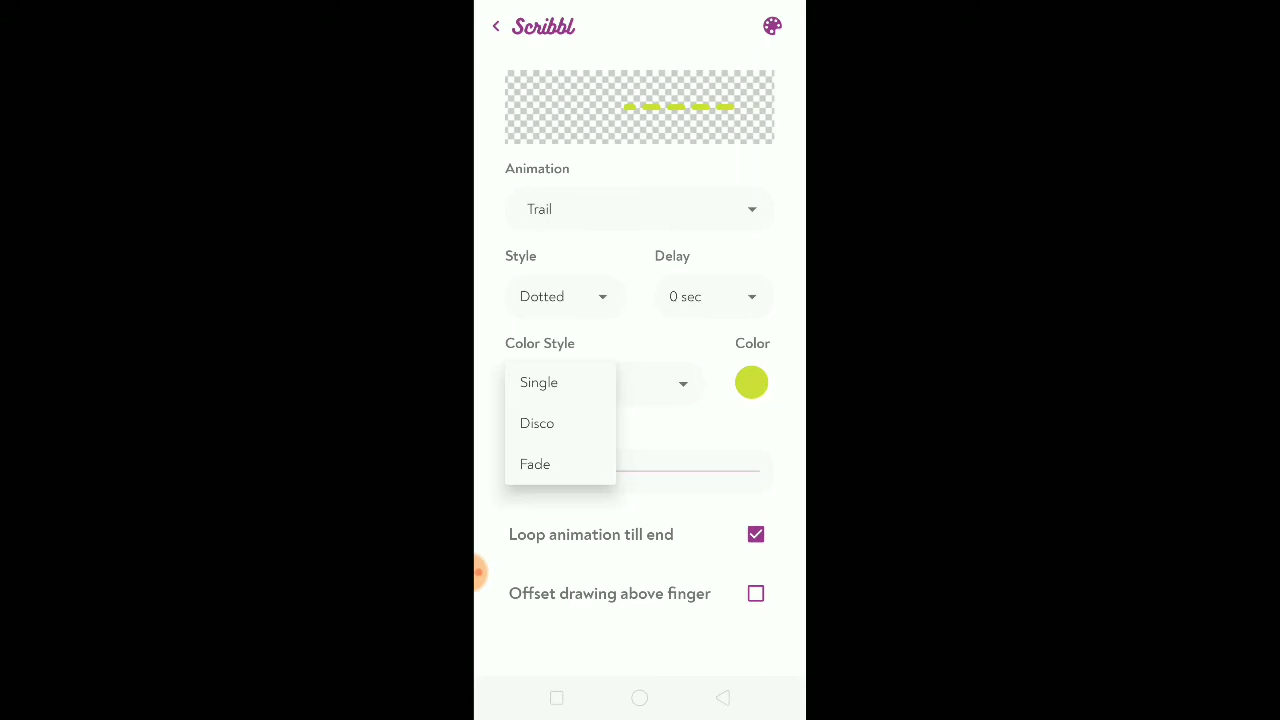 Scribbl
Animation
Trail
Style Delay
Dotted 0 sec
Color Style Color
Single
Disco
Fade
Loop animation till end
Offset drawing above finger